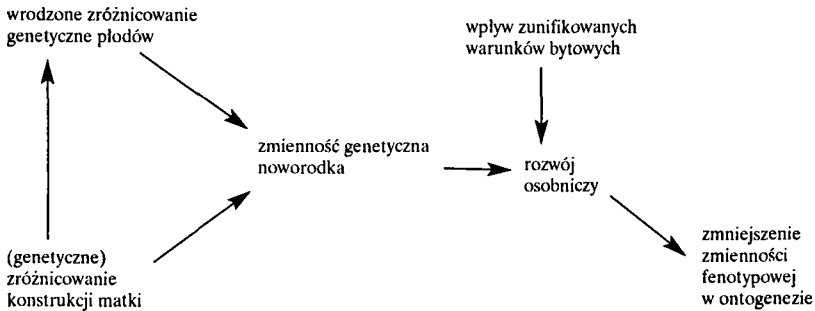 wrodzone zróżnicowanie
genetyczne płodów
wpływ zunifikowanych
warunków bytowych
zmienność genetyczna
noworodka
rozwój
osobniczy
(genetyczne)
zróżnicowanie
konstrukcji matki
zmniejszenie
zmienności
fenotypowej
w ontogenezie